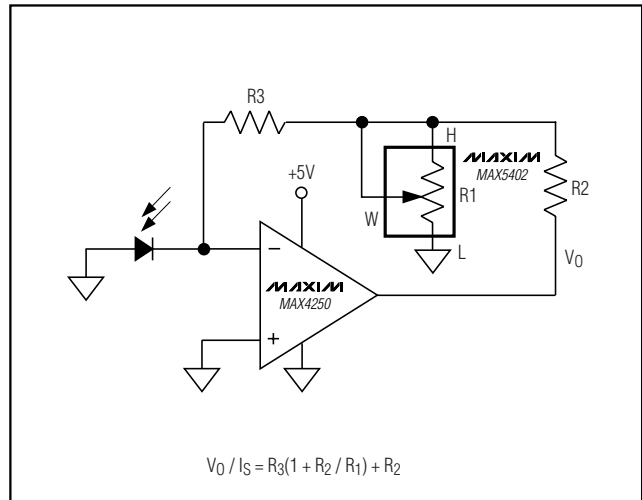 R3
H
MAXIM
MAX5402
+5V
R1
R2
W
L
V₀
−
MAXIM
MAX4250
+
V₀ / Iₛ = R₃(1 + R₂ / R₁) + R₂